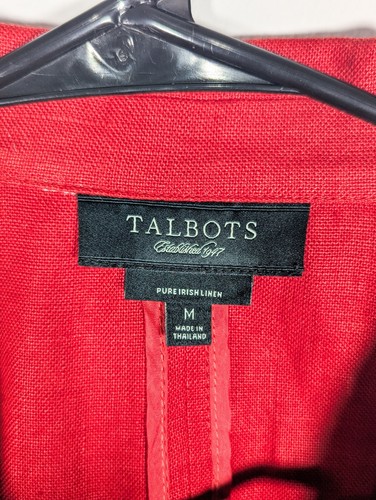 TALBOTS
Established 1947
PURE IRISH LINEN
M
MADE IN
THAILAND